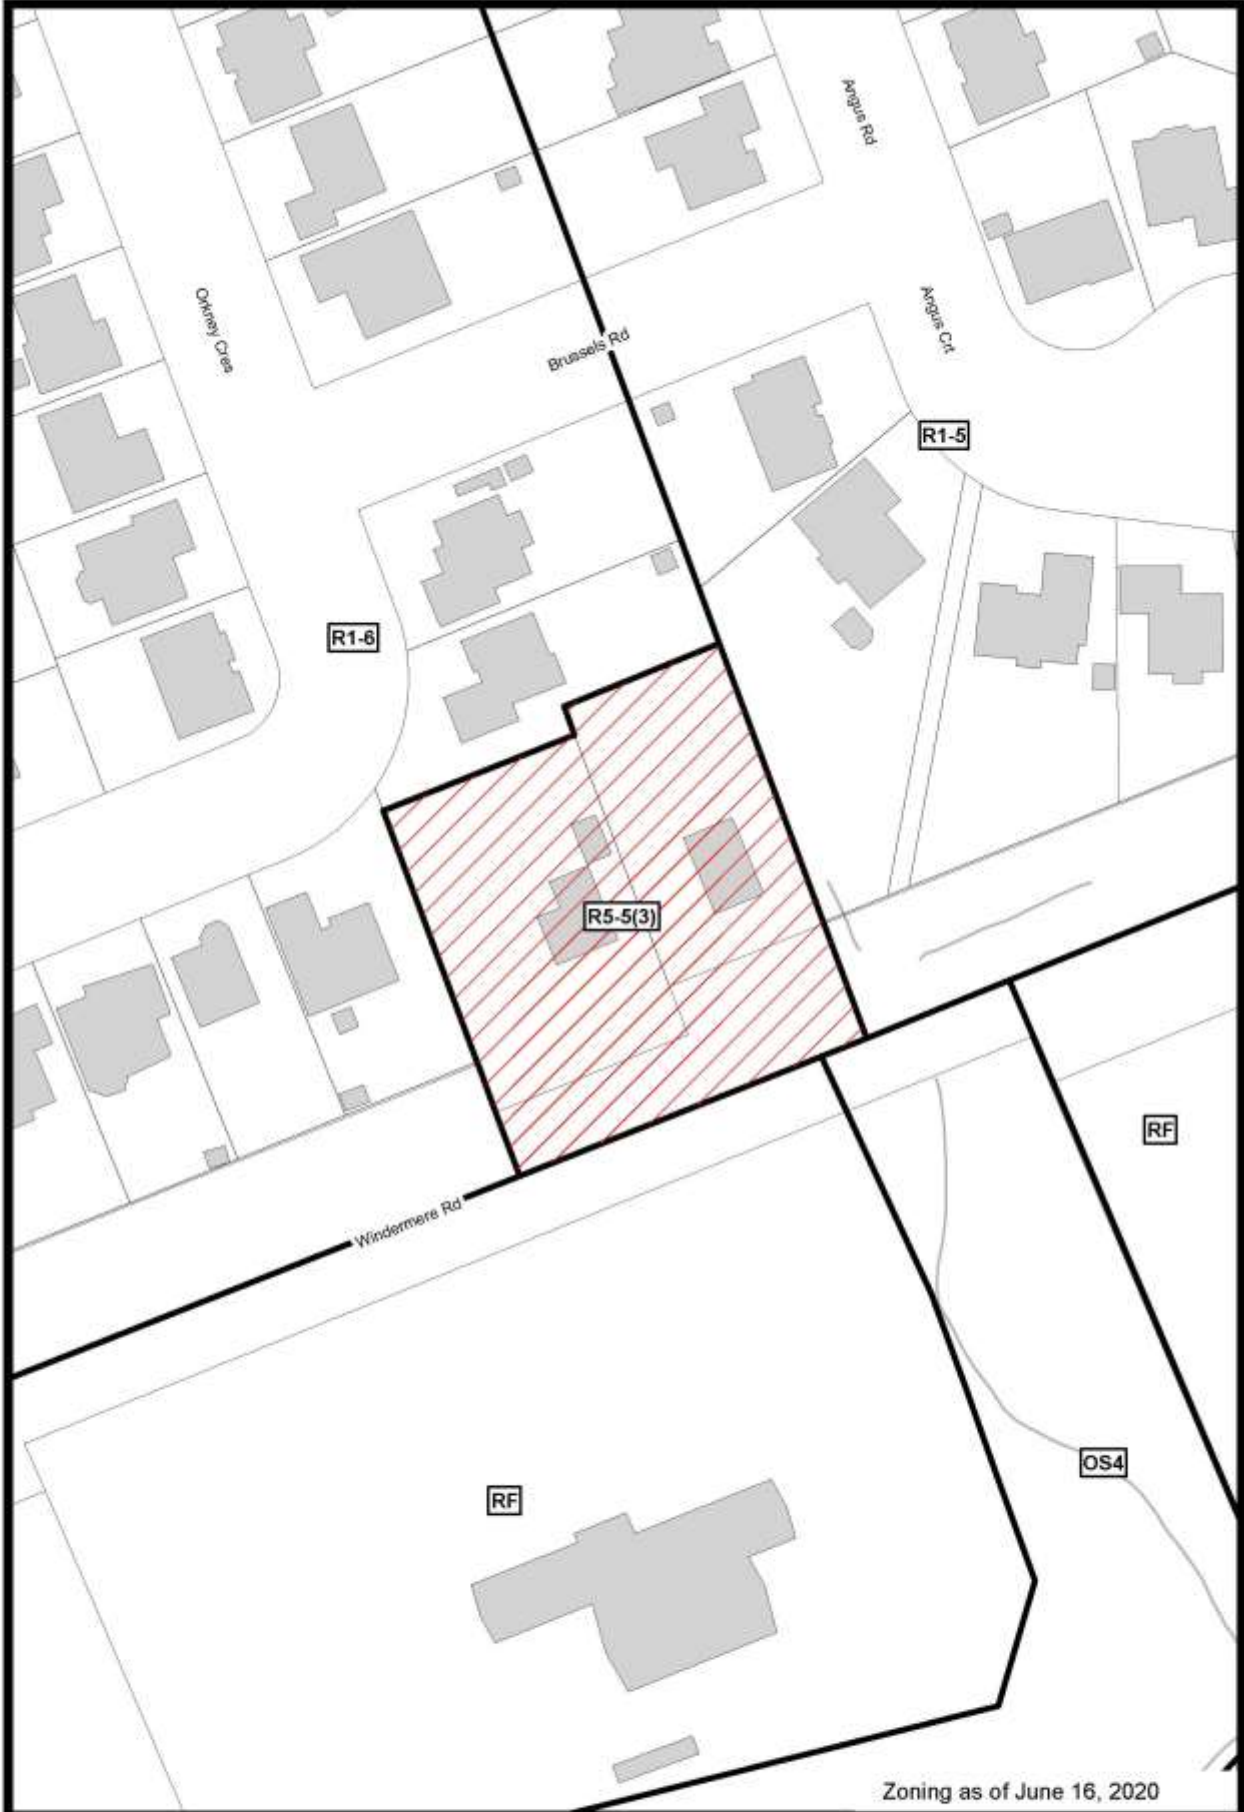 Angus Rd
Orkney Cres
Angus Crt
Brussels Rd
R1-5
R1-6
R5-5(3)
RF
Windermere Rd
OS4
RF
Zoning as of June 16, 2020